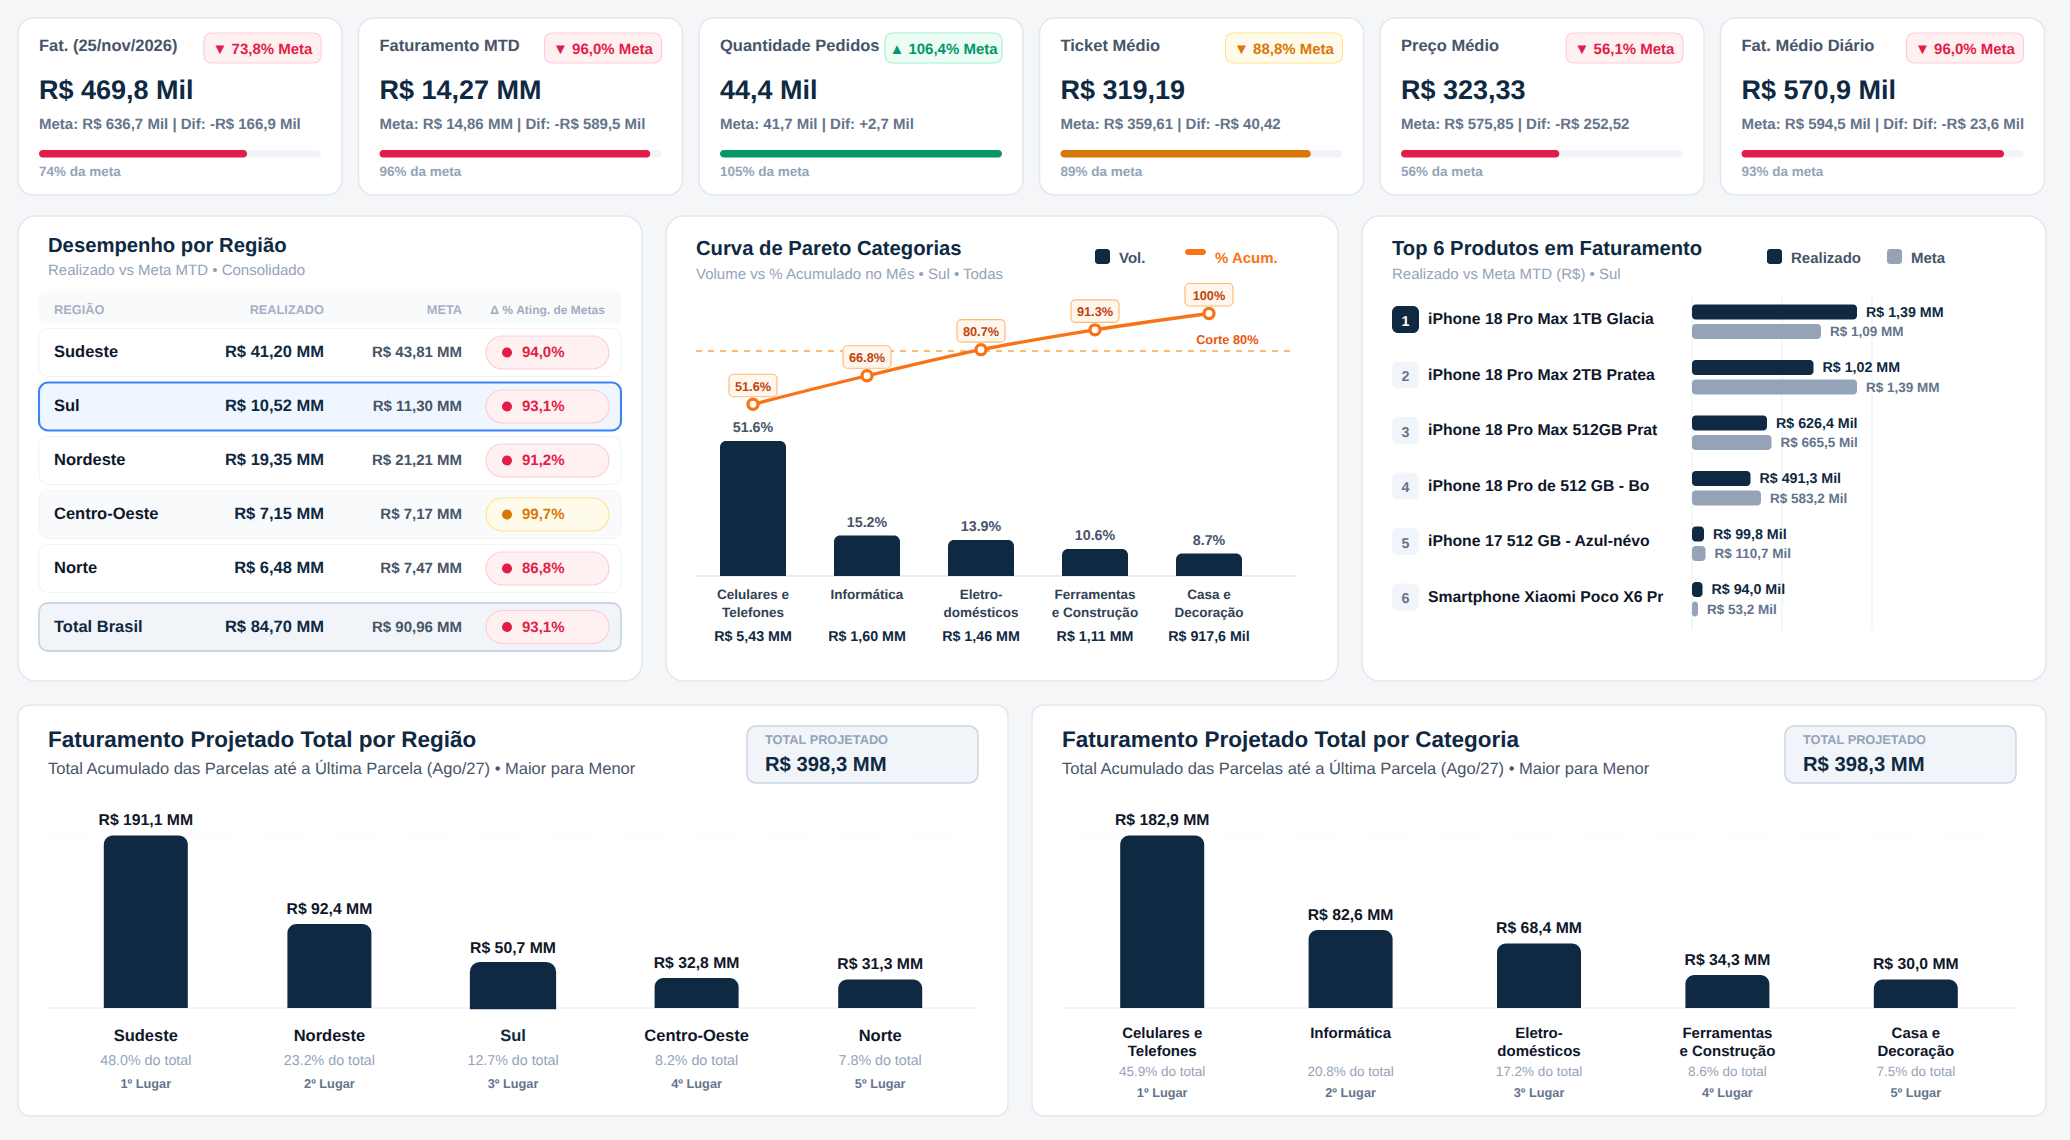 Fat. (25/nov/2026) ▼ 73,8% Meta
R$ 469,8 Mil
Meta: R$ 636,7 Mil | Dif: -R$ 166,9 Mil
74% da meta
Faturamento MTD ▼ 96,0% Meta
R$ 14,27 MM
Meta: R$ 14,86 MM | Dif: -R$ 589,5 Mil
96% da meta
Quantidade Pedidos ▲ 106,4% Meta
44,4 Mil
Meta: 41,7 Mil | Dif: +2,7 Mil
105% da meta
Ticket Médio ▼ 88,8% Meta
R$ 319,19
Meta: R$ 359,61 | Dif: -R$ 40,42
89% da meta
Preço Médio ▼ 56,1% Meta
R$ 323,33
Meta: R$ 575,85 | Dif: -R$ 252,52
56% da meta
Fat. Médio Diário ▼ 96,0% Meta
R$ 570,9 Mil
Meta: R$ 594,5 Mil | Dif: Dif: -R$ 23,6 Mil
93% da meta
Desempenho por Região
Realizado vs Meta MTD • Consolidado
REGIÃO REALIZADO META Δ % Ating. de Metas
Sudeste R$ 41,20 MM R$ 43,81 MM 94,0%
Sul R$ 10,52 MM R$ 11,30 MM 93,1%
Nordeste R$ 19,35 MM R$ 21,21 MM 91,2%
Centro-Oeste R$ 7,15 MM R$ 7,17 MM 99,7%
Norte R$ 6,48 MM R$ 7,47 MM 86,8%
Total Brasil R$ 84,70 MM R$ 90,96 MM 93,1%
Curva de Pareto Categorias
Volume vs % Acumulado no Mês • Sul • Todas
Vol. % Acum.
51.6% 66.8% 80.7% 91.3% 100%
Corte 80%
51.6% 15.2% 13.9% 10.6% 8.7%
Celulares e Informática Eletro- Ferramentas Casa e
Telefones domésticos e Construção Decoração
R$ 5,43 MM R$ 1,60 MM R$ 1,46 MM R$ 1,11 MM R$ 917,6 Mil
Top 6 Produtos em Faturamento
Realizado vs Meta MTD (R$) • Sul
Realizado Meta
1 iPhone 18 Pro Max 1TB Glacia R$ 1,39 MM
R$ 1,09 MM
2 iPhone 18 Pro Max 2TB Pratea R$ 1,02 MM
R$ 1,39 MM
3 iPhone 18 Pro Max 512GB Prat R$ 626,4 Mil
R$ 665,5 Mil
4 iPhone 18 Pro de 512 GB - Bo R$ 491,3 Mil
R$ 583,2 Mil
5 iPhone 17 512 GB - Azul-névo R$ 99,8 Mil
R$ 110,7 Mil
6 Smartphone Xiaomi Poco X6 Pr R$ 94,0 Mil
R$ 53,2 Mil
Faturamento Projetado Total por Região
Total Acumulado das Parcelas até a Última Parcela (Ago/27) • Maior para Menor
TOTAL PROJETADO
R$ 398,3 MM
R$ 191,1 MM R$ 92,4 MM R$ 50,7 MM R$ 32,8 MM R$ 31,3 MM
Sudeste Nordeste Sul Centro-Oeste Norte
48.0% do total 23.2% do total 12.7% do total 8.2% do total 7.8% do total
1º Lugar 2º Lugar 3º Lugar 4º Lugar 5º Lugar
Faturamento Projetado Total por Categoria
Total Acumulado das Parcelas até a Última Parcela (Ago/27) • Maior para Menor
TOTAL PROJETADO
R$ 398,3 MM
R$ 182,9 MM R$ 82,6 MM R$ 68,4 MM R$ 34,3 MM R$ 30,0 MM
Celulares e Informática Eletro- Ferramentas Casa e
Telefones domésticos e Construção Decoração
45.9% do total 20.8% do total 17.2% do total 8.6% do total 7.5% do total
1º Lugar 2º Lugar 3º Lugar 4º Lugar 5º Lugar